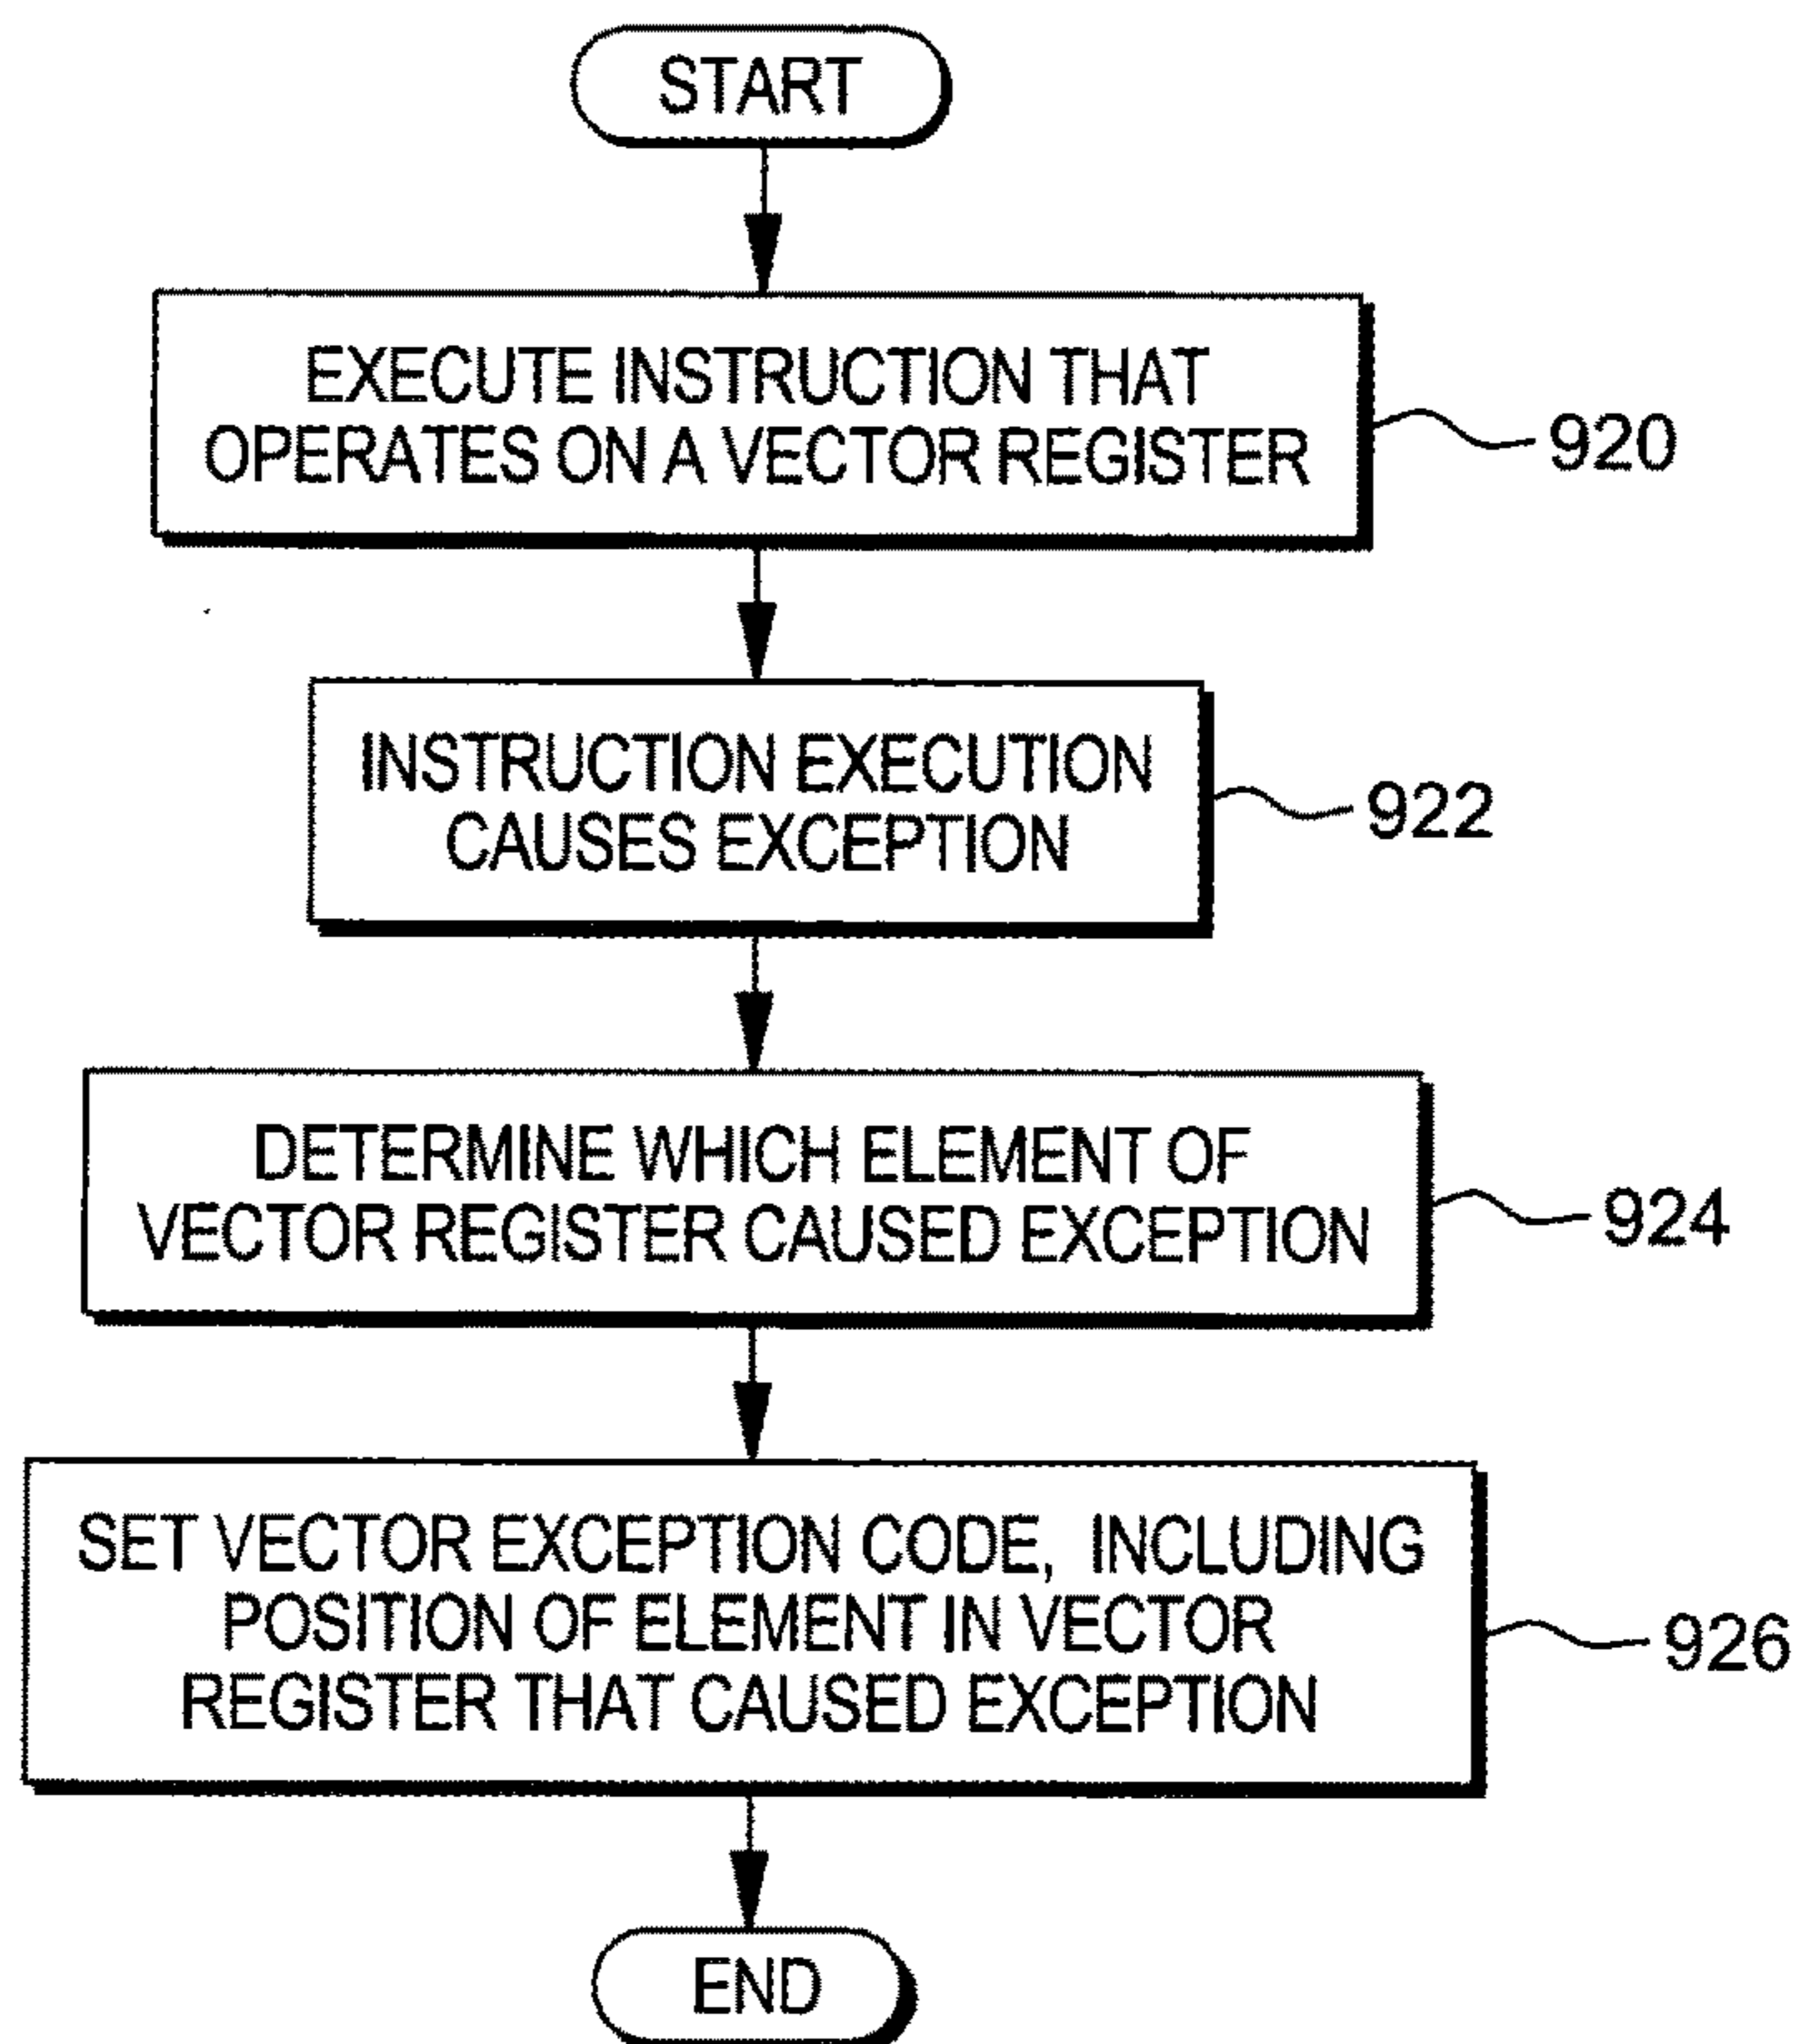 START
EXECUTE INSTRUCTION THAT
OPERATES ON A VECTOR REGISTER
920
INSTRUCTION EXECUTION
CAUSES EXCEPTION
922
DETERMINE WHICH ELEMENT OF
VECTOR REGISTER CAUSED EXCEPTION
924
SET VECTOR EXCEPTION CODE, INCLUDING
POSITION OF ELEMENT IN VECTOR
REGISTER THAT CAUSED EXCEPTION
926
END